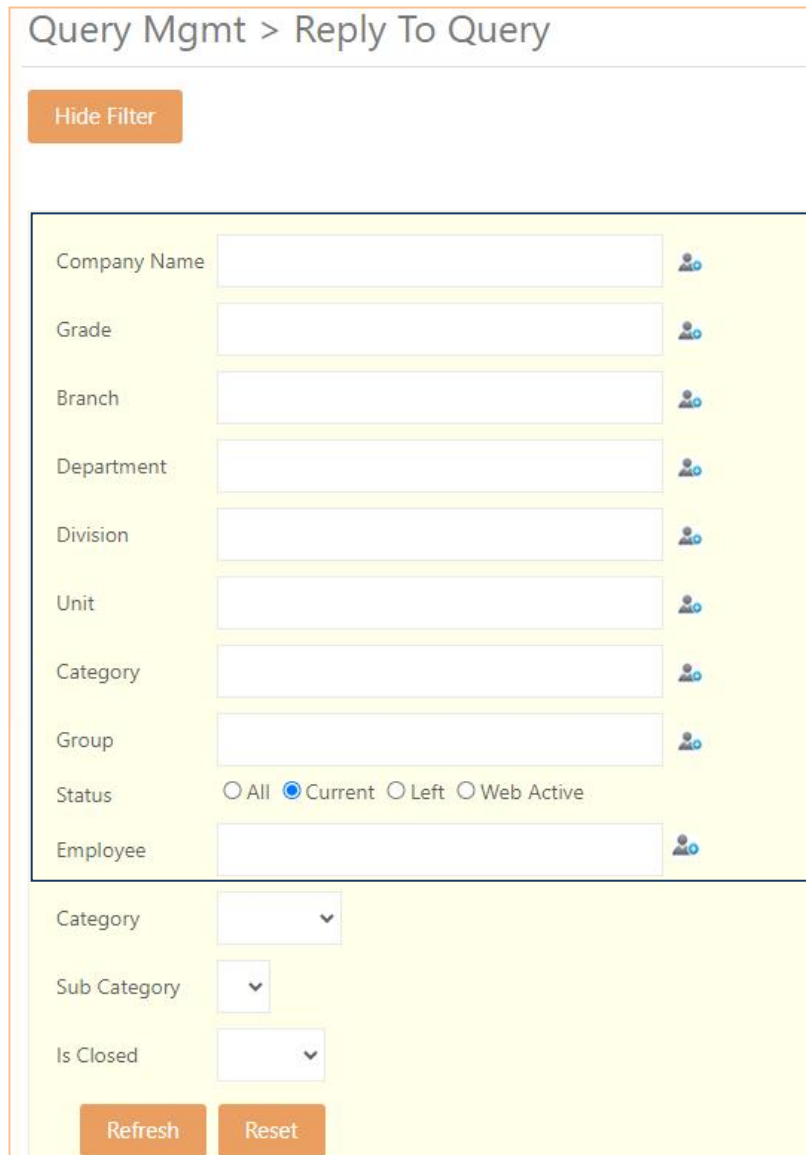 Query Mgmt > Reply To Query
Hide Filter
Company Name
Grade
Branch
Department
Division
Unit
Category
Group
Status All Current Left Web Active
Employee
Category
Sub Category
Is Closed
Refresh Reset